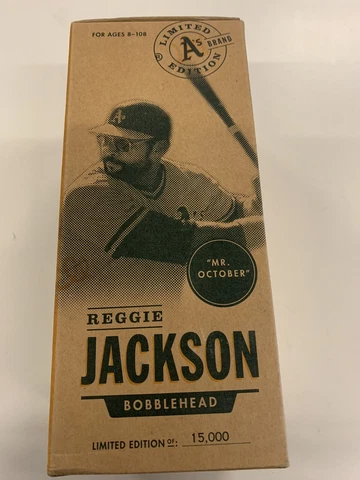 FOR AGES 8-108
LIMITED
A's
BRAND
EDITION
A's
"MR.
OCTOBER"
REGGIE
JACKSON
BOBBLEHEAD
LIMITED EDITION OF: 15,000